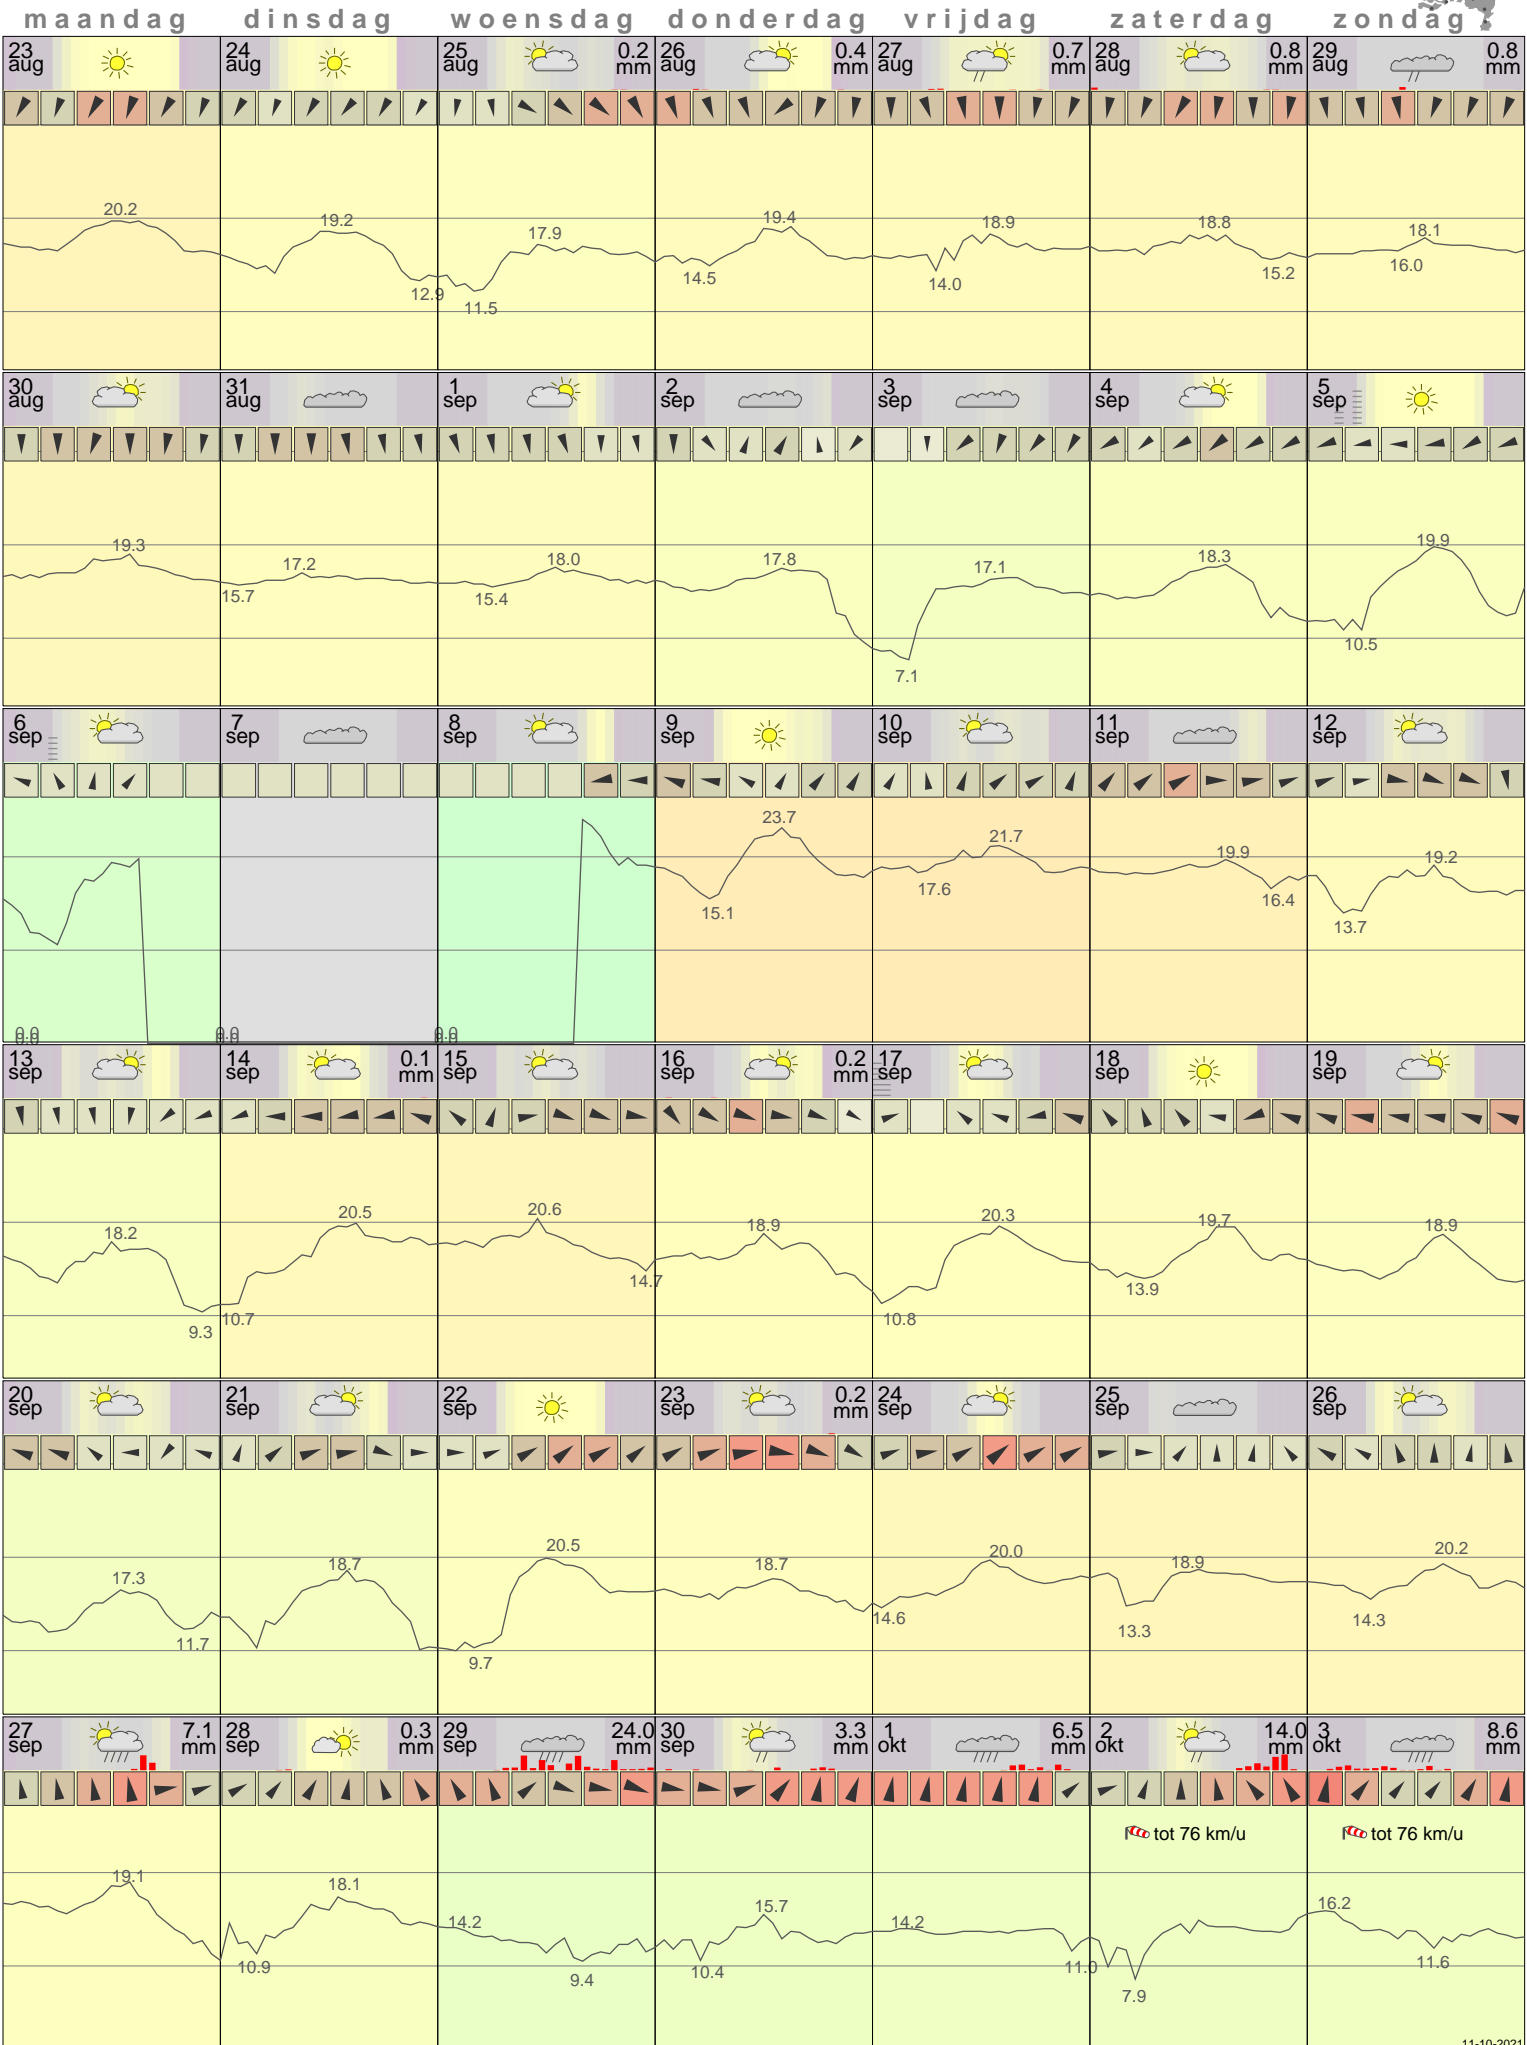 maandag dinsdag woensdag donderdag vrijdag zaterdag zondag
23 aug 24 aug 25 aug 0.2 mm 26 aug 0.4 mm 27 aug 0.7 mm 28 aug 0.8 mm 29 aug 0.8 mm
20.2 19.2 12.9 17.9 11.5 19.4 14.5 18.9 14.0 18.8 15.2 18.1 16.0
30 aug 31 aug 1 sep 2 sep 3 sep 4 sep 5 sep
19.3 17.2 15.7 18.0 15.4 17.8 17.1 7.1 18.3 19.9 10.5
6 sep 7 sep 8 sep 9 sep 10 sep 11 sep 12 sep
0.0 0.0 0.0 23.7 15.1 21.7 17.6 19.9 16.4 19.2 13.7
13 sep 14 sep 0.1 mm 15 sep 16 sep 0.2 mm 17 sep 18 sep 19 sep
18.2 9.3 20.5 10.7 20.6 14.7 18.9 20.3 10.8 19.7 13.9 18.9
20 sep 21 sep 22 sep 23 sep 0.2 mm 24 sep 25 sep 26 sep
17.3 11.7 18.7 20.5 9.7 18.7 20.0 14.6 18.9 13.3 20.2 14.3
27 sep 7.1 mm 28 sep 0.3 mm 29 sep 24.0 mm 30 sep 3.3 mm 1 okt 6.5 mm 2 okt 14.0 mm 3 okt 8.6 mm
tot 76 km/u tot 76 km/u
19.1 18.1 10.9 14.2 9.4 15.7 10.4 14.2 11.0 7.9 16.2 11.6
11-10-2021